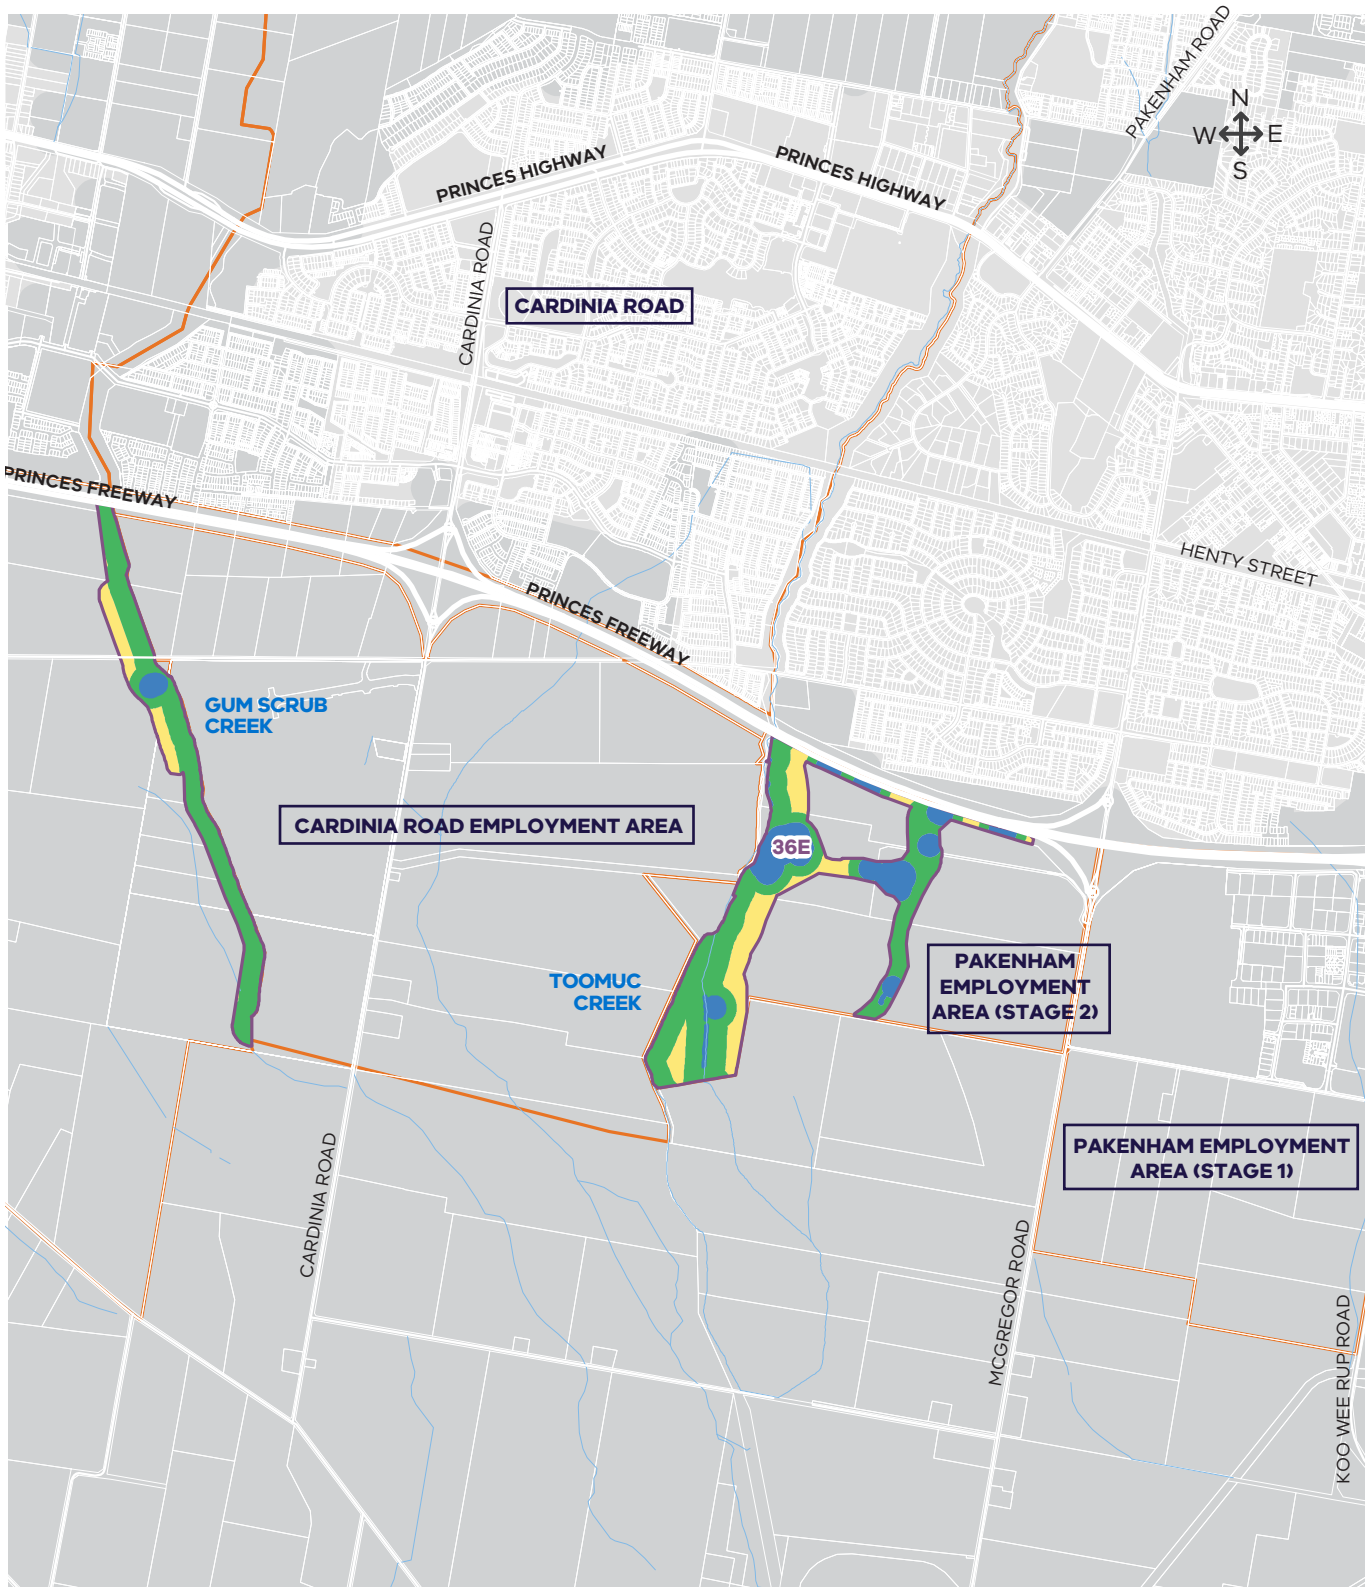 PAKENHAM ROAD
N
W
E
S
PRINCES HIGHWAY
PRINCES HIGHWAY
CARDINIA ROAD
CARDINIA ROAD
PRINCES FREEWAY
HENTY STREET
PRINCES FREEWAY
GUM SCRUB
CREEK
CARDINIA ROAD EMPLOYMENT AREA
36E
TOOMUC
CREEK
PAKENHAM
EMPLOYMENT
AREA (STAGE 2)
PAKENHAM EMPLOYMENT
AREA (STAGE 1)
CARDINIA ROAD
MCGREGOR ROAD
KOO WEE RUP ROAD